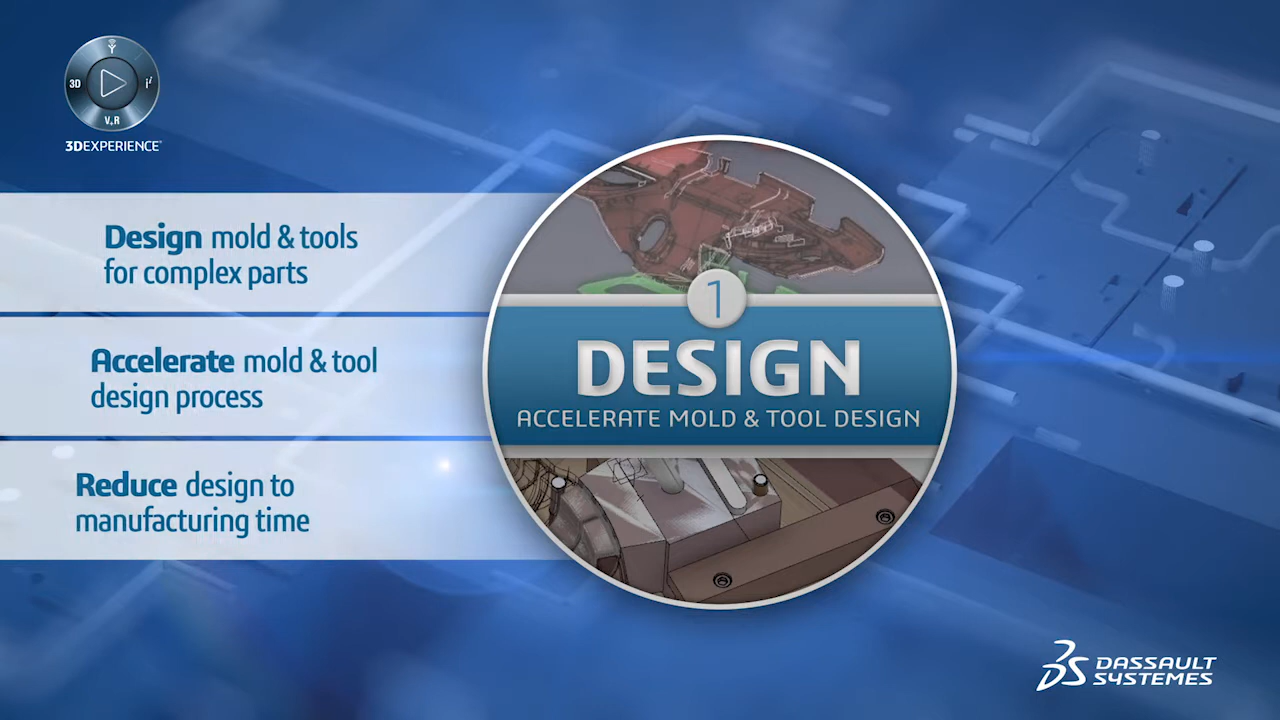 3D
i²
V,R
3DEXPERIENCE
Design mold & tools
for complex parts
Accelerate mold & tool
design process
Reduce design to
manufacturing time
1
DESIGN
ACCELERATE MOLD & TOOL DESIGN
DASSAULT
SYSTEMES